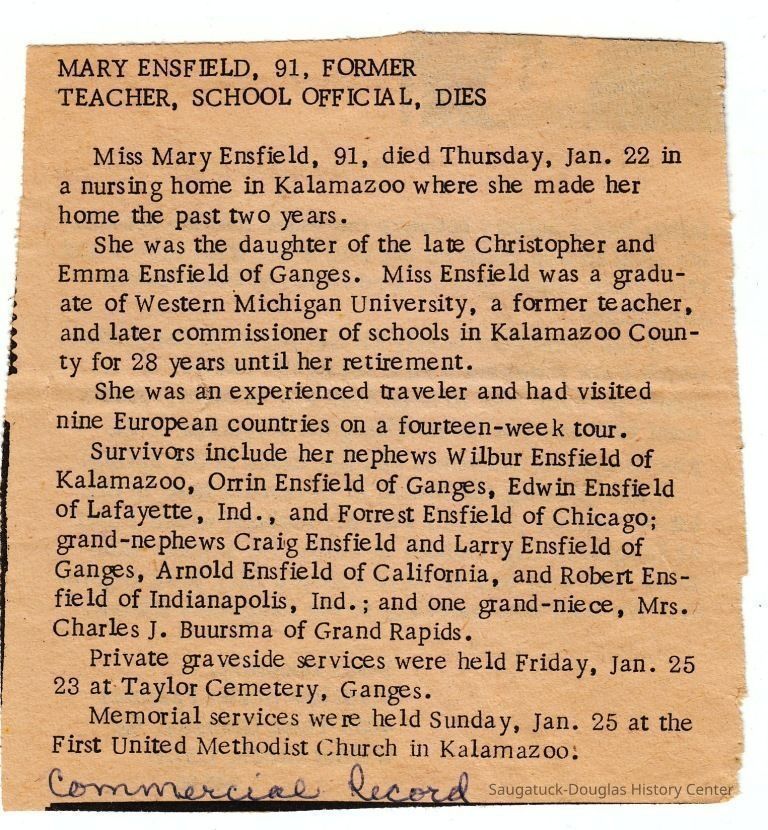 MARY ENSFIELD, 91, FORMER
TEACHER, SCHOOL OFFICIAL, DIES
Miss Mary Ensfield, 91, died Thursday, Jan. 22 in
a nursing home in Kalamazoo where she made her
home the past two years.
She was the daughter of the late Christopher and
Emma Ensfield of Ganges. Miss Ensfield was a gradu-
ate of Western Michigan University, a former teacher,
and later commissioner of schools in Kalamazoo Coun-
ty for 28 years until her retirement.
She was an experienced traveler and had visited
nine European countries on a fourteen-week tour.
Survivors include her nephews Wilbur Ensfield of
Kalamazoo, Orrin Ensfield of Ganges, Edwin Ensfield
of Lafayette, Ind., and Forrest Ensfield of Chicago;
grand-nephews Craig Ensfield and Larry Ensfield of
Ganges, Arnold Ensfield of California, and Robert Ens-
field of Indianapolis, Ind.; and one grand-niece, Mrs.
Charles J. Buursma of Grand Rapids.
Private graveside services were held Friday, Jan. 25
23 at Taylor Cemetery, Ganges.
Memorial services were held Sunday, Jan. 25 at the
First United Methodist Church in Kalamazoo.
Commercial Record
Saugatuck-Douglas History Center